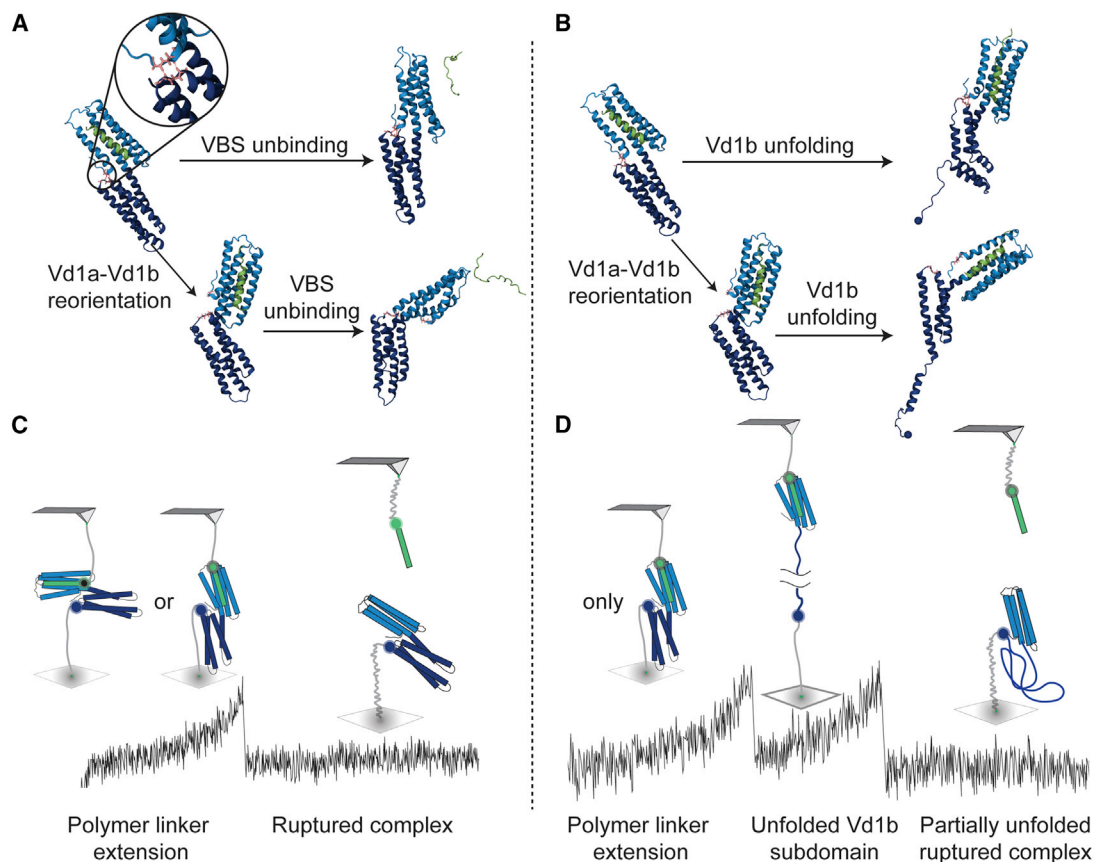 A
VBS unbinding
Vd1a-Vd1b
reorientation
VBS
unbinding
B
Vd1b unfolding
Vd1a-Vd1b
reorientation
Vd1b
unfolding
C
or
Polymer linker
extension
Ruptured complex
D
only
Polymer linker
extension
Unfolded Vd1b
subdomain
Partially unfolded
ruptured complex